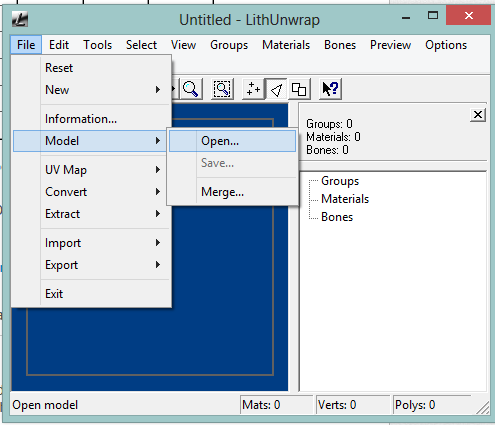 Untitled - LithUnwrap
File Edit Tools Select View Groups Materials Bones Preview Options
Reset
New
Information...
Model
UV Map
Convert
Extract
Import
Export
Exit
Open...
Save...
Merge...
Groups: 0
Materials: 0
Bones: 0
Groups
Materials
Bones
Open model
Mats: 0
Verts: 0
Polys: 0